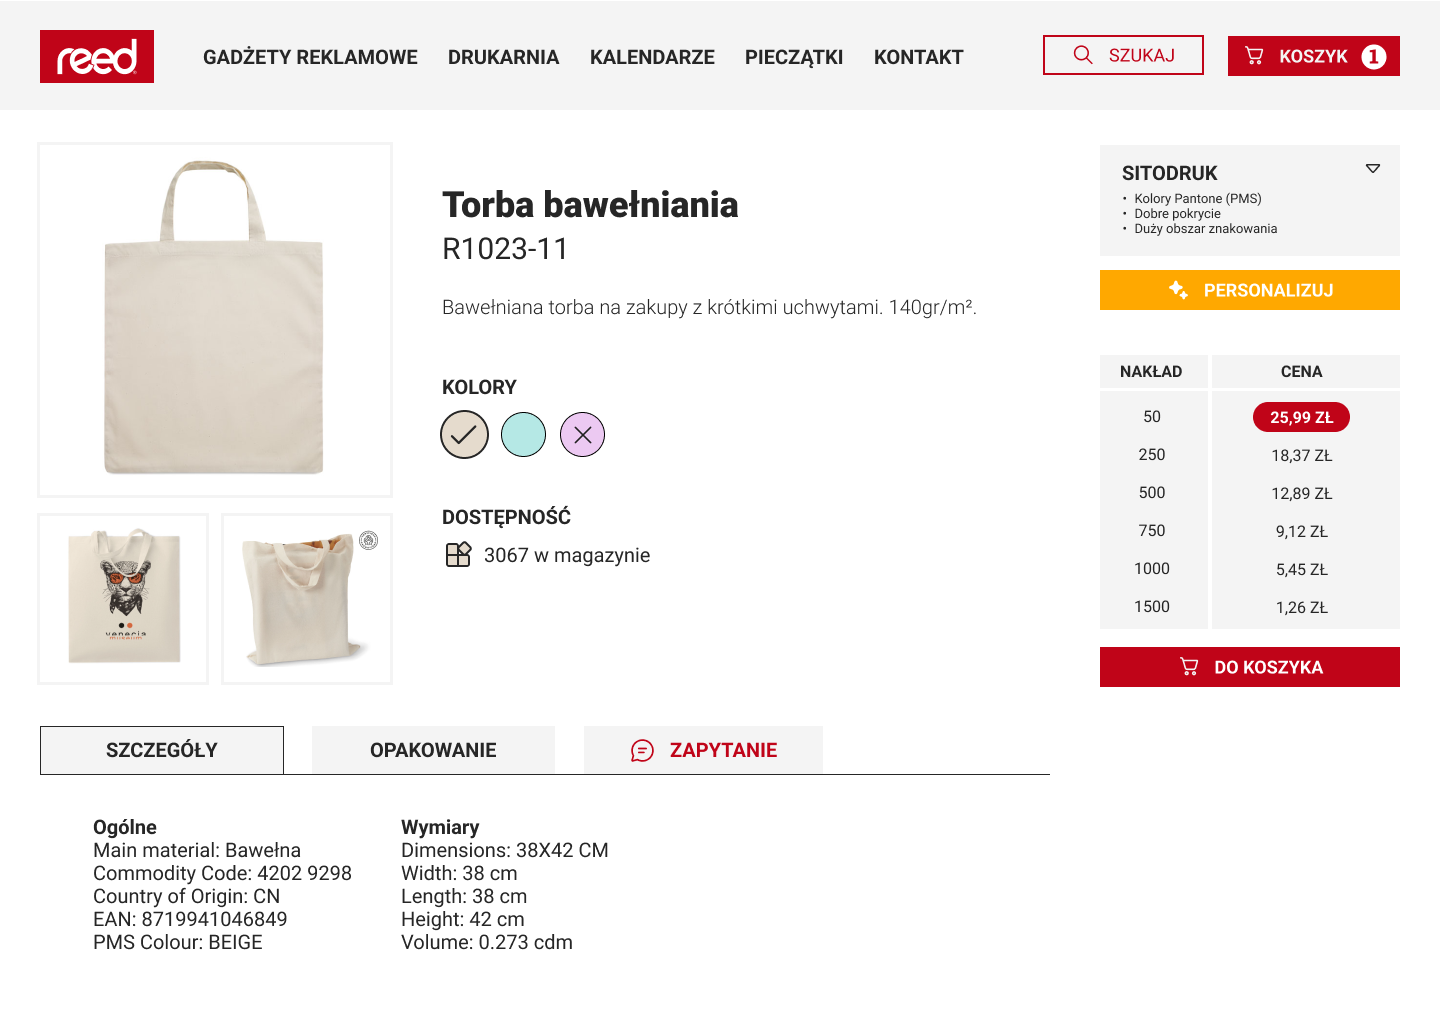 reed
GADŻETY REKLAMOWE
DRUKARNIA
KALENDARZE
PIECZĄTKI
KONTAKT
SZUKAJ
KOSZYK 1
Torba bawełniania
R1023-11
Bawełniana torba na zakupy z krótkimi uchwytami. 140gr/m².
KOLORY
DOSTĘPNOŚĆ
3067 w magazynie
SITODRUK
• Kolory Pantone (PMS)
• Dobre pokrycie
• Duży obszar znakowania
PERSONALIZUJ
NAKŁAD CENA
50 25,99 ZŁ
250 18,37 ZŁ
500 12,89 ZŁ
750 9,12 ZŁ
1000 5,45 ZŁ
1500 1,26 ZŁ
DO KOSZYKA
SZCZEGÓŁY
OPAKOWANIE
ZAPYTANIE
Ogólne
Main material: Bawełna
Commodity Code: 4202 9298
Country of Origin: CN
EAN: 8719941046849
PMS Colour: BEIGE
Wymiary
Dimensions: 38X42 CM
Width: 38 cm
Length: 38 cm
Height: 42 cm
Volume: 0.273 cdm